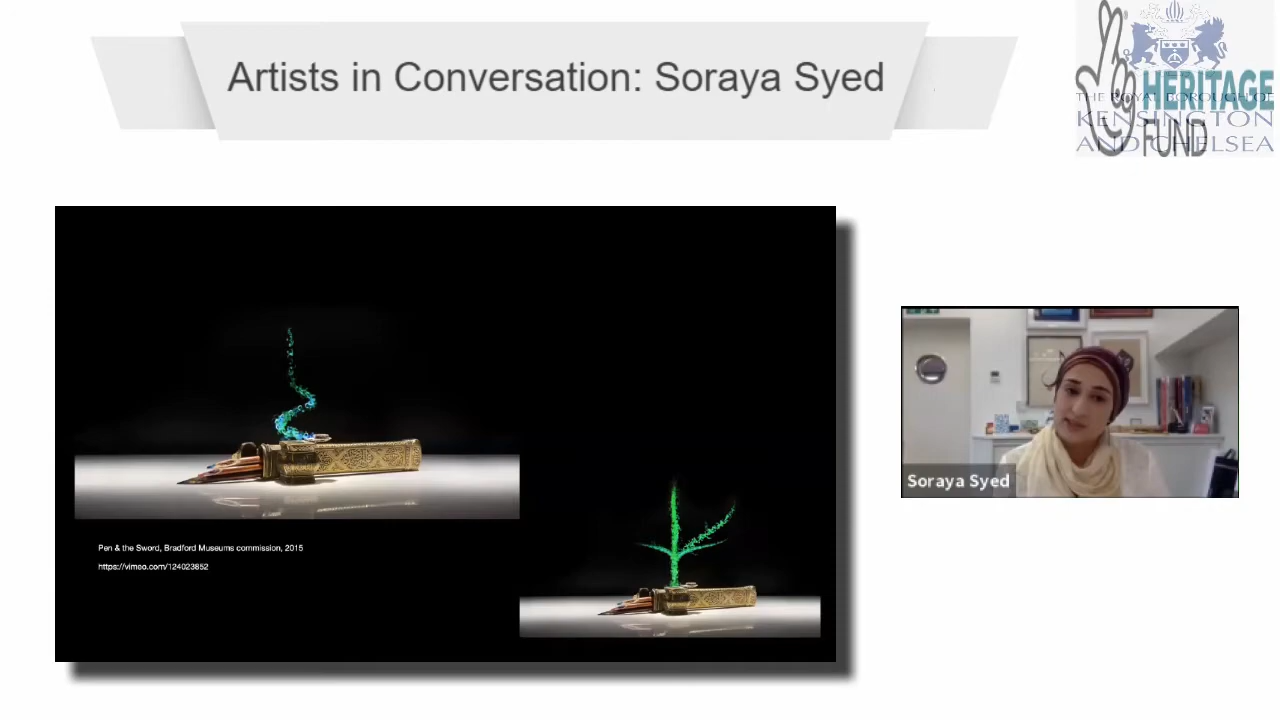 Artists in Conversation: Soraya Syed
HERITAGE
FUND
THE ROYAL BOROUGH OF
KENSINGTON
AND CHELSEA
Pen & the Sword, Bradford Museums commission, 2015
https://vimeo.com/124023852
Soraya Syed